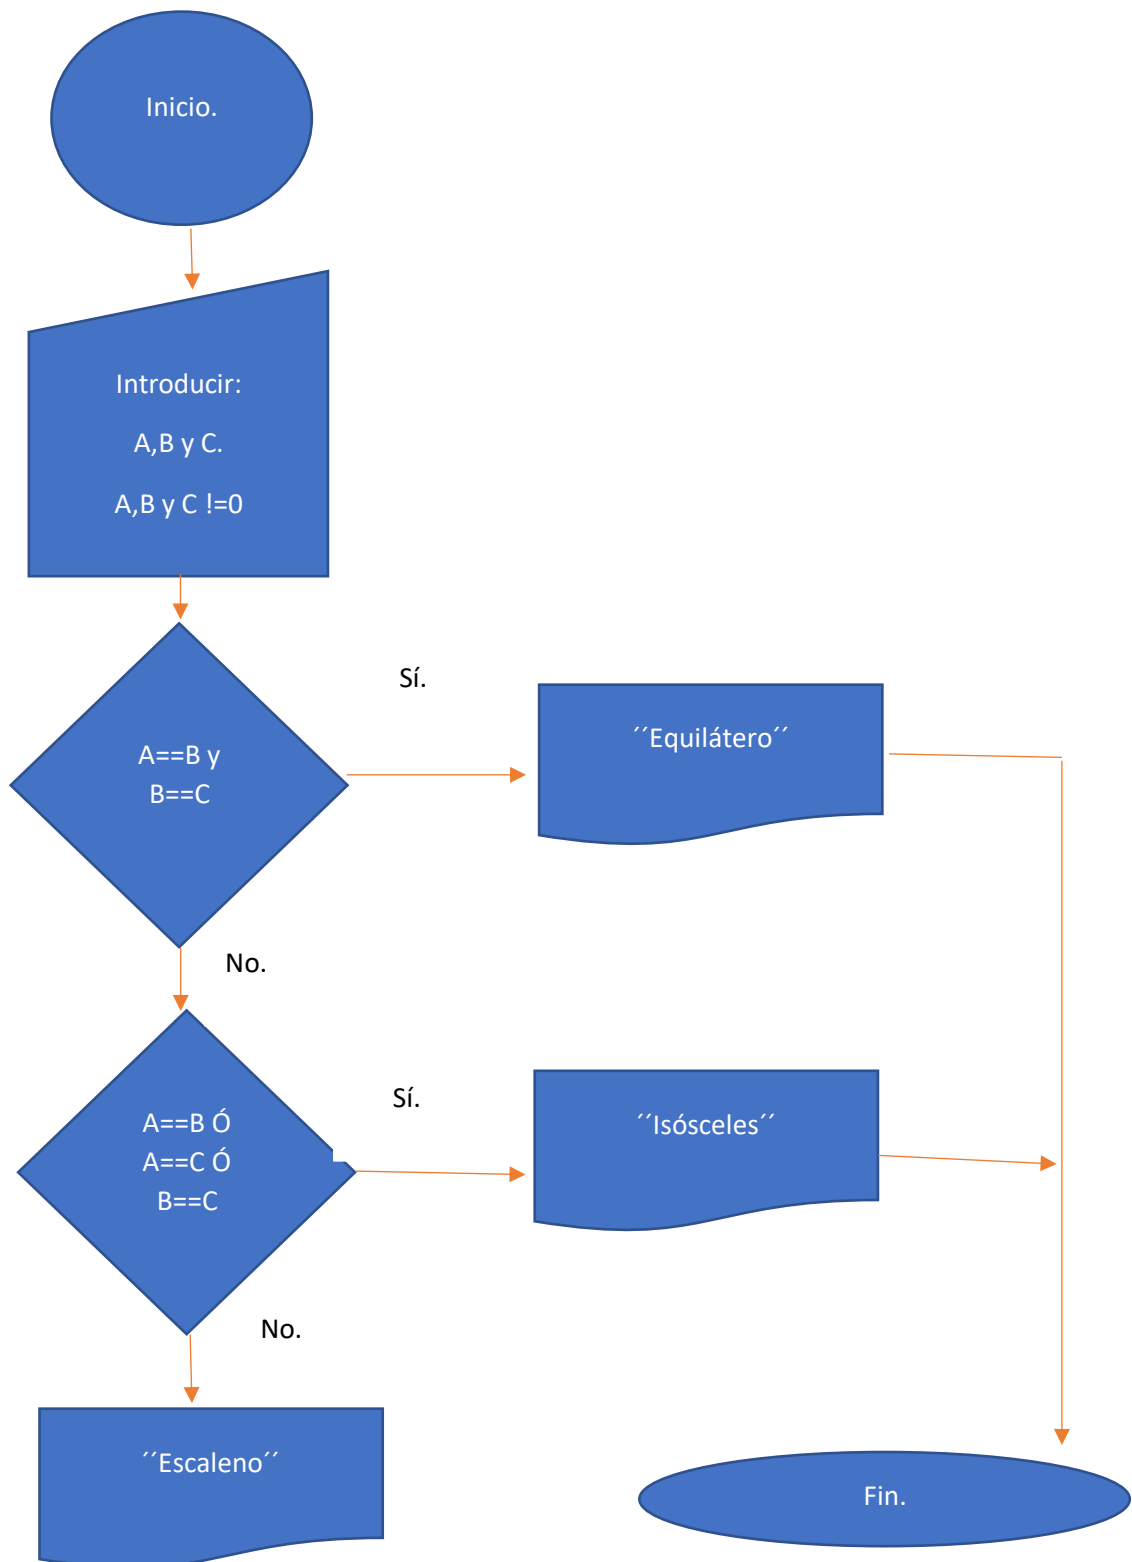 Inicio.
Introducir:
A,B y C.
A,B y C !=0
Sí.
A==B y
B==C
´´Equilátero´´
No.
Sí.
A==B Ó
A==C Ó
B==C
´´Isósceles´´
No.
´´Escaleno´´
Fin.